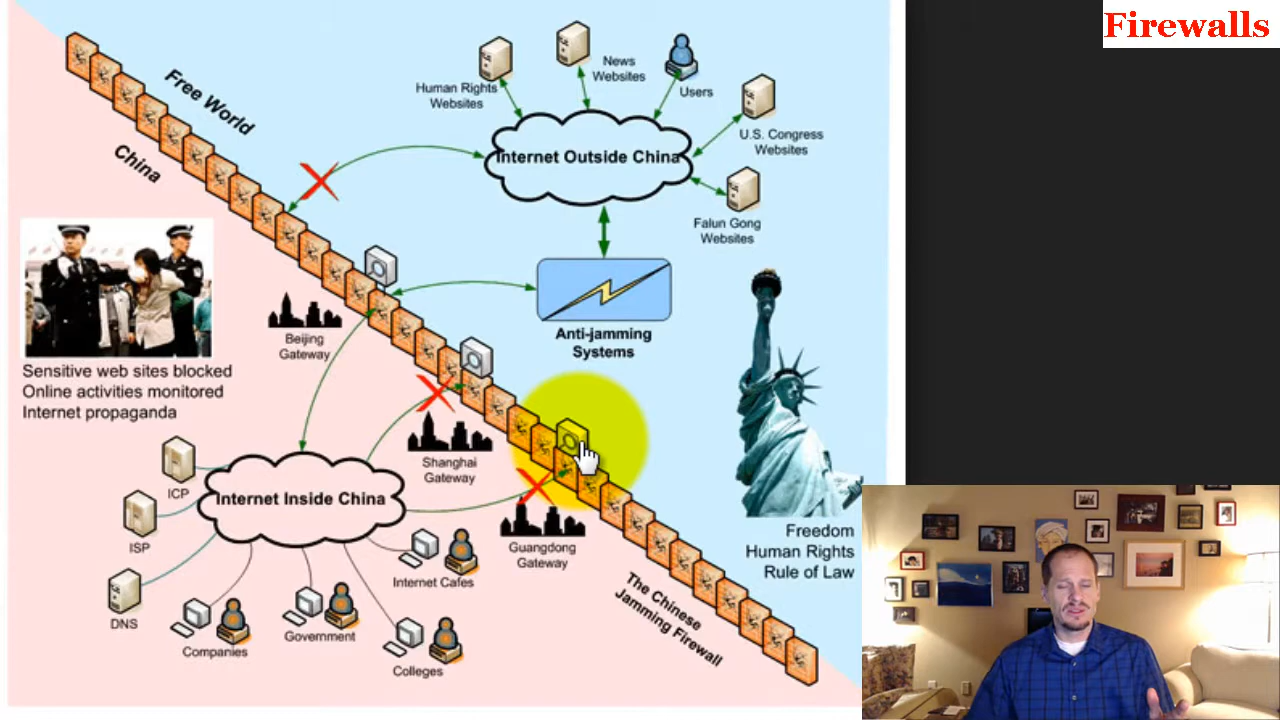 Firewalls
Free World
China
Human Rights
Websites
News
Websites
Users
U.S. Congress
Websites
Internet Outside China
Falun Gong
Websites
Anti-jamming
Systems
Beijing
Gateway
Sensitive web sites blocked
Online activities monitored
Internet propaganda
Shanghai
Gateway
Guangdong
Gateway
Internet Inside China
ICP
ISP
DNS
Companies
Government
Colleges
Internet Cafes
Freedom
Human Rights
Rule of Law
The Chinese
Jamming Firewall